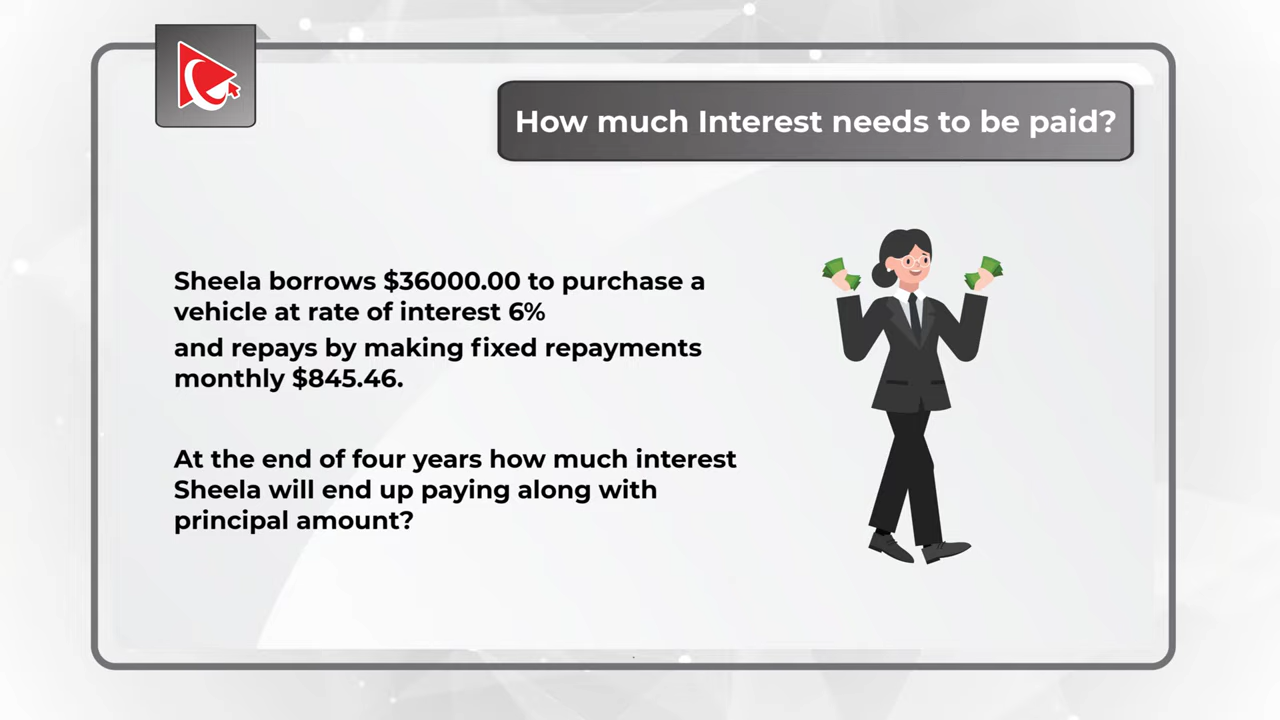 How much Interest needs to be paid?
Sheela borrows $36000.00 to purchase a
vehicle at rate of interest 6%
and repays by making fixed repayments
monthly $845.46.
At the end of four years how much interest
Sheela will end up paying along with
principal amount?